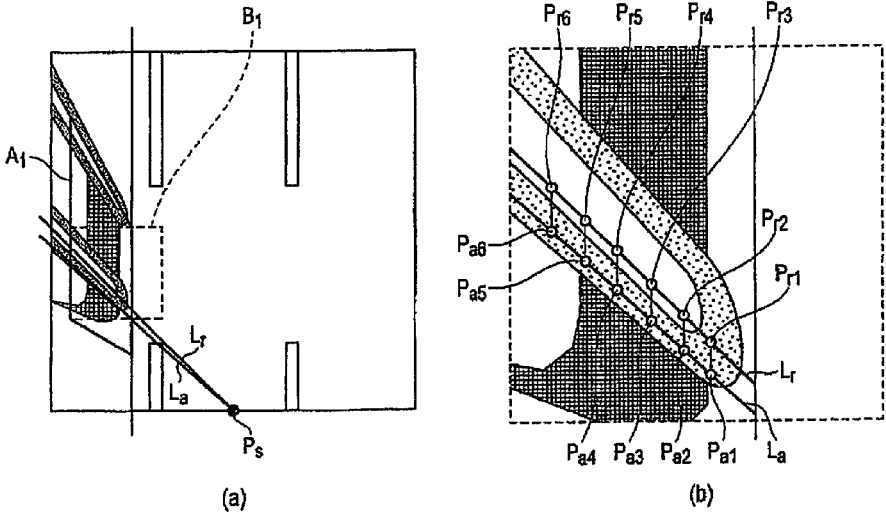 B1
A1
Lr
La
Ps
(a)
Pr6
Pr5
Pr4
Pr3
Pr2
Pr1
Pa6
Pa5
Lr
Pa4
Pa3
Pa2
Pa1
La
(b)